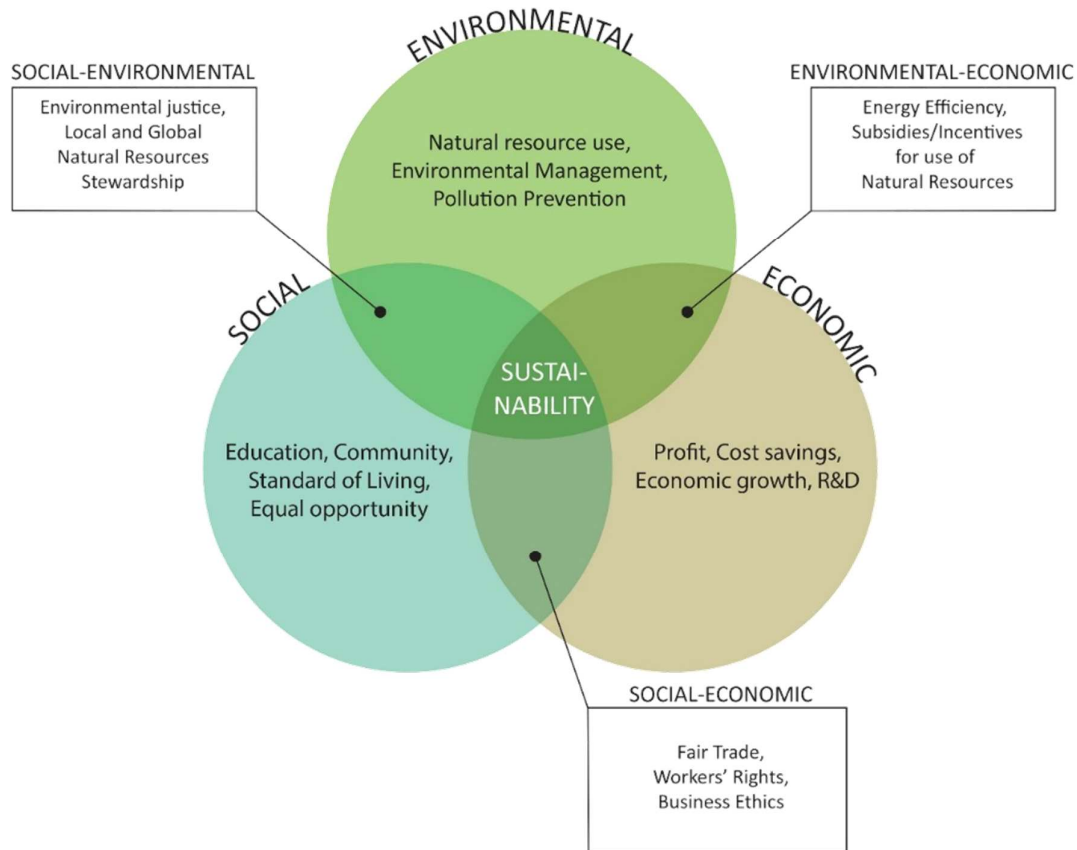 ENVIRONMENTAL
SOCIAL-ENVIRONMENTAL
Environmental justice,
Local and Global
Natural Resources
Stewardship
ENVIRONMENTAL-ECONOMIC
Energy Efficiency,
Subsidies/Incentives
for use of
Natural Resources
Natural resource use,
Environmental Management,
Pollution Prevention
SOCIAL
ECONOMIC
SUSTAI-
NABILITY
Education, Community,
Standard of Living,
Equal opportunity
Profit, Cost savings,
Economic growth, R&D
SOCIAL-ECONOMIC
Fair Trade,
Workers’ Rights,
Business Ethics